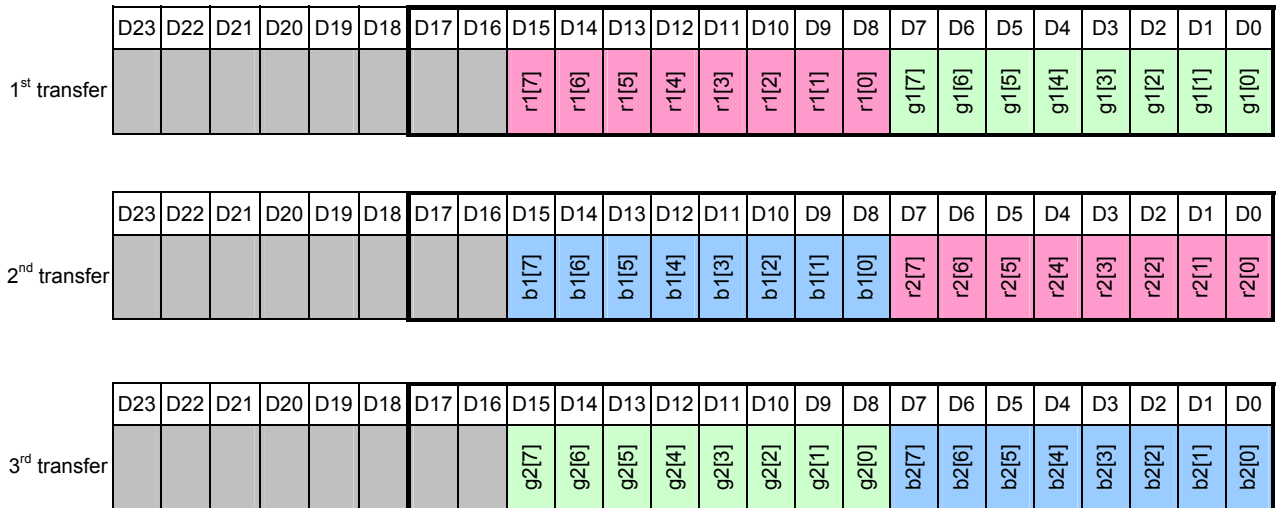 D23 D22 D21 D20 D19 D18 D17 D16 D15 D14 D13 D12 D11 D10 D9 D8 D7 D6 D5 D4 D3 D2 D1 D0
1st transfer r1[7] r1[6] r1[5] r1[4] r1[3] r1[2] r1[1] r1[0] g1[7] g1[6] g1[5] g1[4] g1[3] g1[2] g1[1] g1[0]
D23 D22 D21 D20 D19 D18 D17 D16 D15 D14 D13 D12 D11 D10 D9 D8 D7 D6 D5 D4 D3 D2 D1 D0
2nd transfer b1[7] b1[6] b1[5] b1[4] b1[3] b1[2] b1[1] b1[0] r2[7] r2[6] r2[5] r2[4] r2[3] r2[2] r2[1] r2[0]
D23 D22 D21 D20 D19 D18 D17 D16 D15 D14 D13 D12 D11 D10 D9 D8 D7 D6 D5 D4 D3 D2 D1 D0
3rd transfer g2[7] g2[6] g2[5] g2[4] g2[3] g2[2] g2[1] g2[0] b2[7] b2[6] b2[5] b2[4] b2[3] b2[2] b2[1] b2[0]